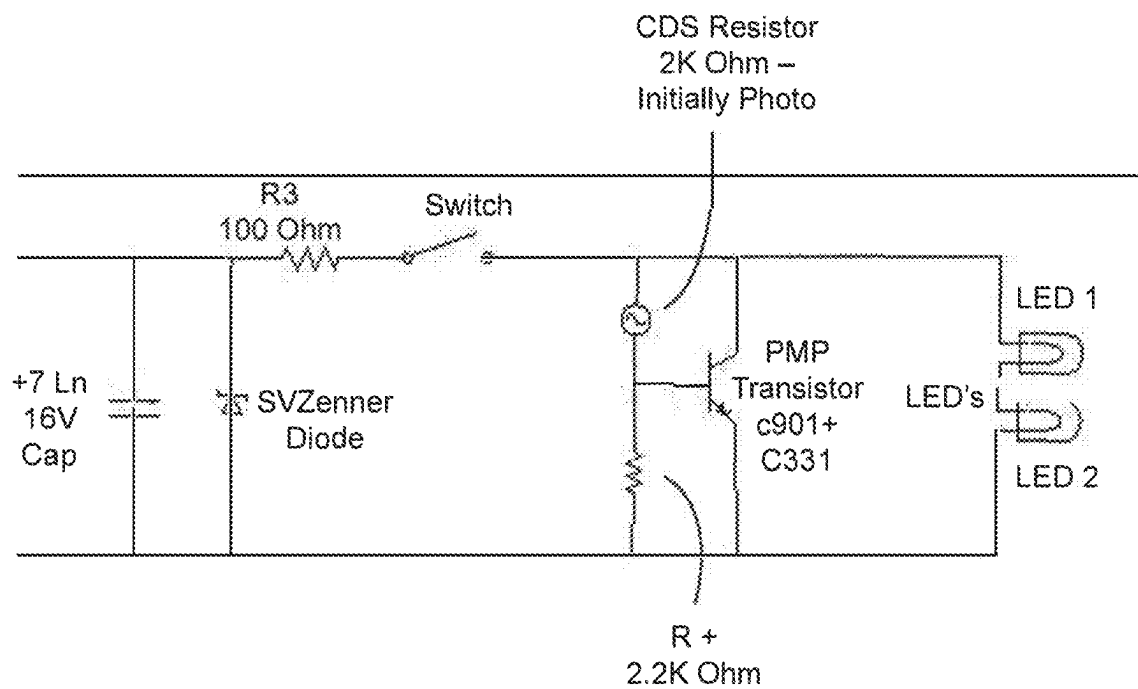 CDS Resistor
2K Ohm –
Initially Photo
R3
100 Ohm
Switch
LED 1
+7 Ln
16V
Cap
SVZenner
Diode
PMP
Transistor
c901+
C331
LED's
LED 2
R +
2.2K Ohm